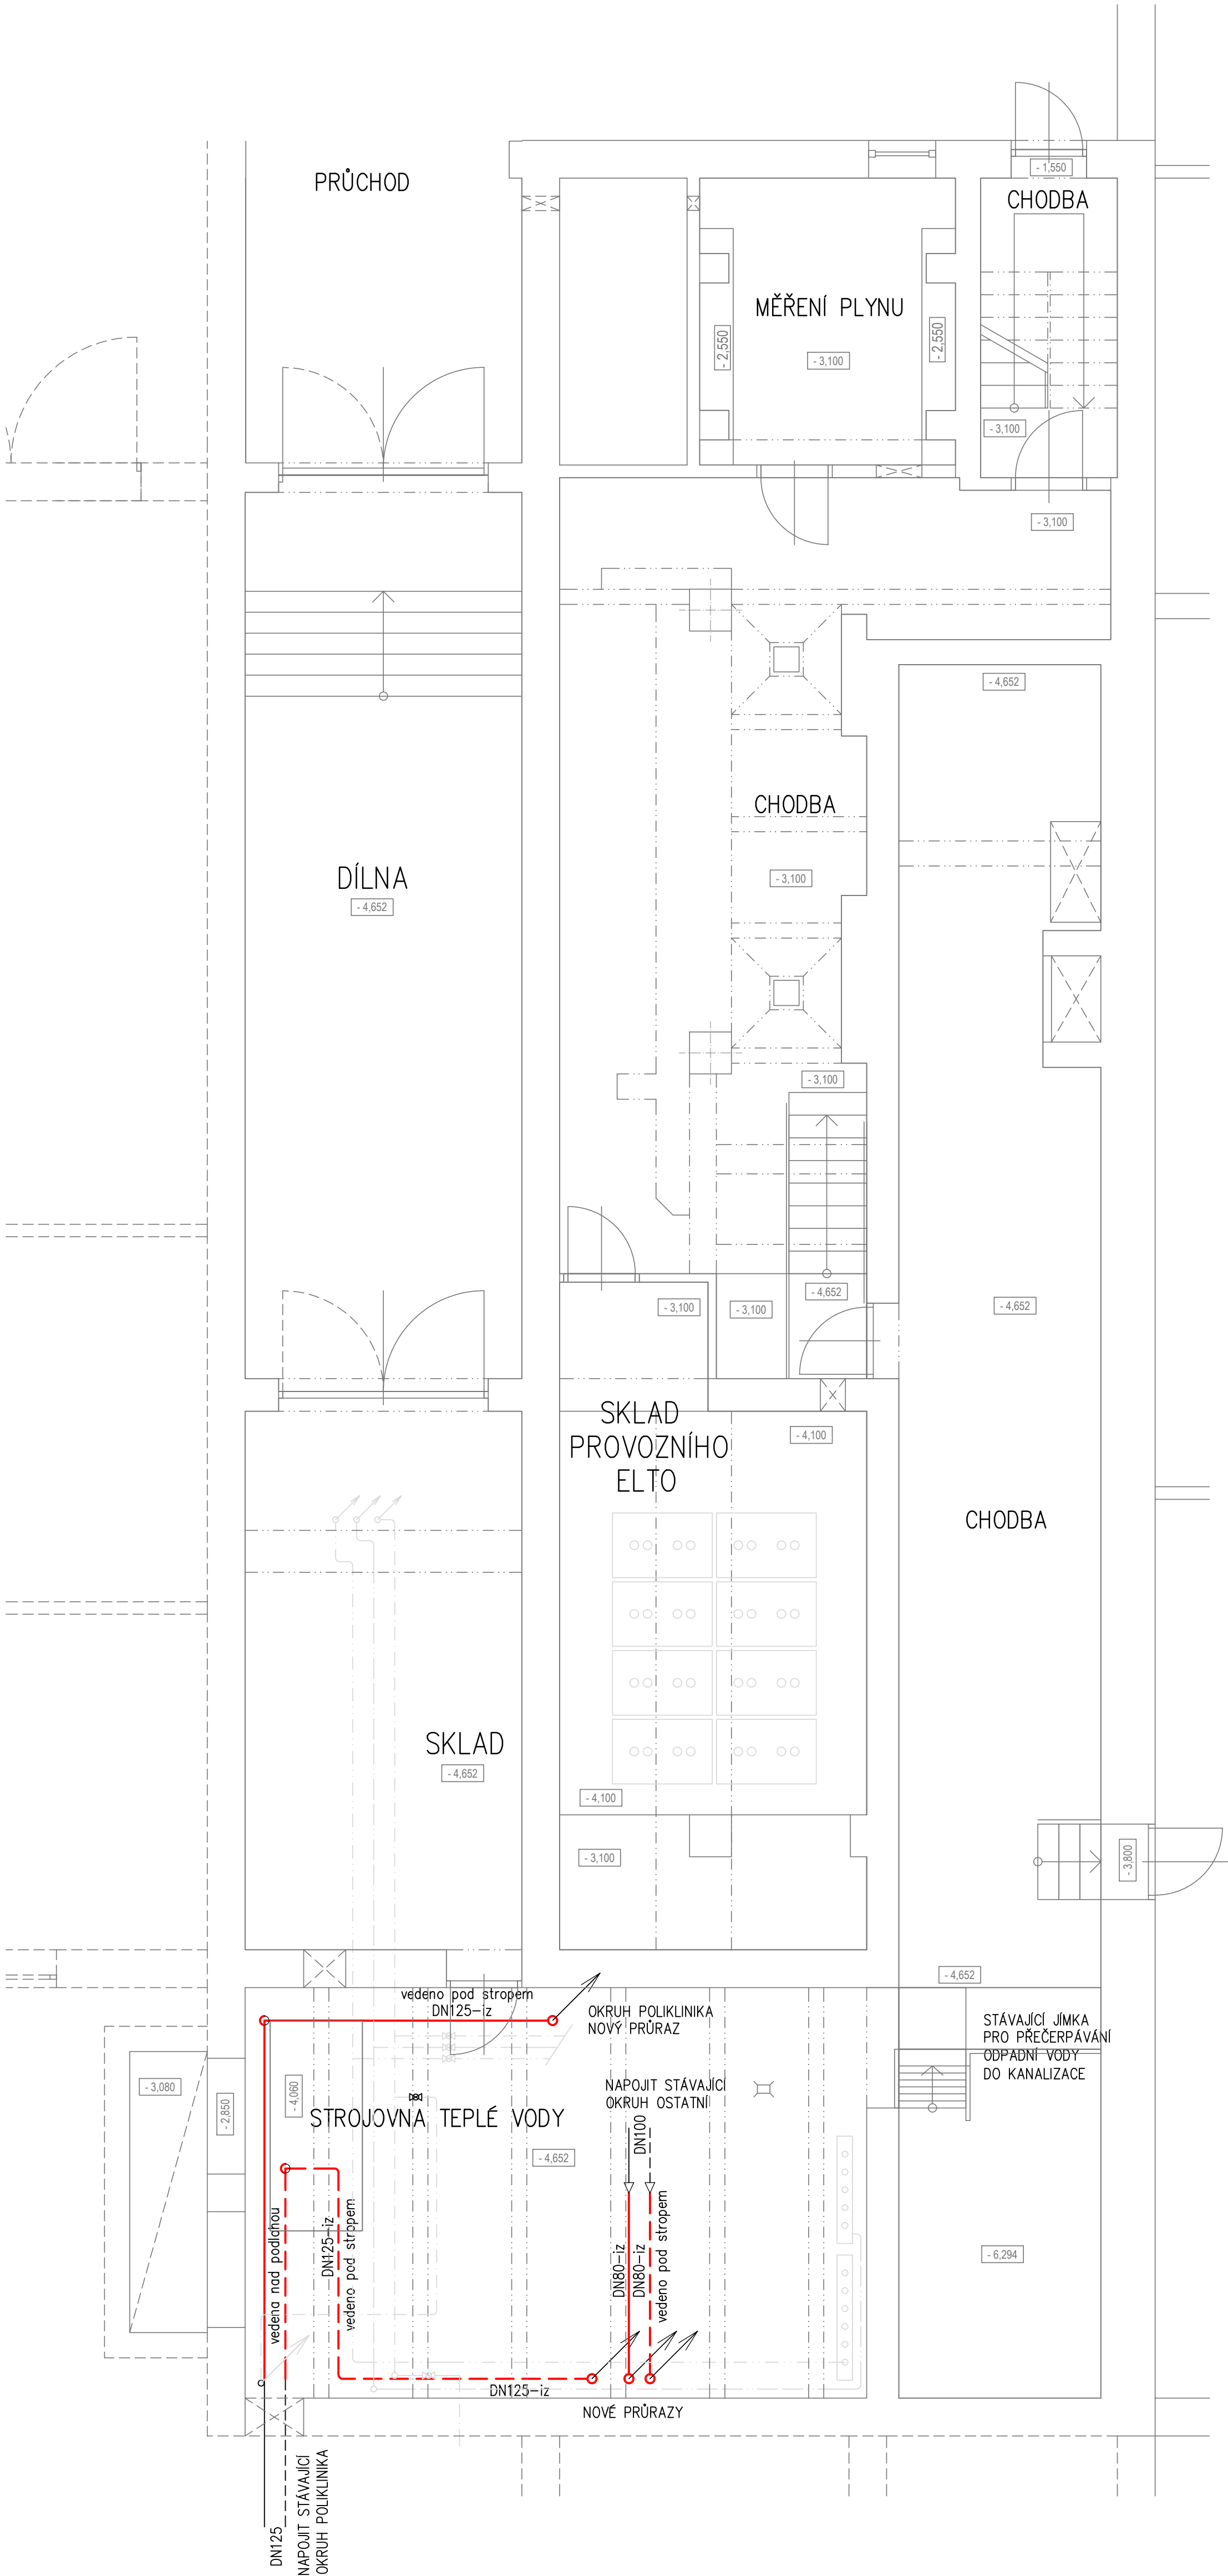 PRŮCHOD
- 1,550
CHODBA
MĚŘENÍ PLYNU
- 2,550
- 2,550
- 3,100
- 3,100
- 3,100
- 4,652
CHODBA
- 3,100
DÍLNA
- 4,652
- 3,100
- 4,652
- 3,100
- 3,100
- 4,652
SKLAD
PROVOZNÍHO
ELTO
- 4,100
CHODBA
SKLAD
- 4,652
- 4,100
- 3,100
- 3,800
- 4,652
vedeno pod stropem
DN125-iz
OKRUH POLIKLINIKA
NOVÝ PRŮRAZ
STÁVAJÍCÍ JÍMKA
PRO PŘEČERPÁVÁNÍ
ODPADNÍ VODY
DO KANALIZACE
- 3,080
- 2,850
- 4,060
NAPOJIT STÁVAJÍCÍ
OKRUH OSTATNÍ
STROJOVNA TEPLÉ VODY
- 4,652
DN100
vedena nad podlahou
DN125-iz
vedeno pod stropem
DN80-iz
DN80-iz
vedeno pod stropem
- 6,294
DN125-iz
NOVÉ PRŮRAZY
DN125
NAPOJIT STÁVAJÍCÍ
OKRUH POLIKLINIKA